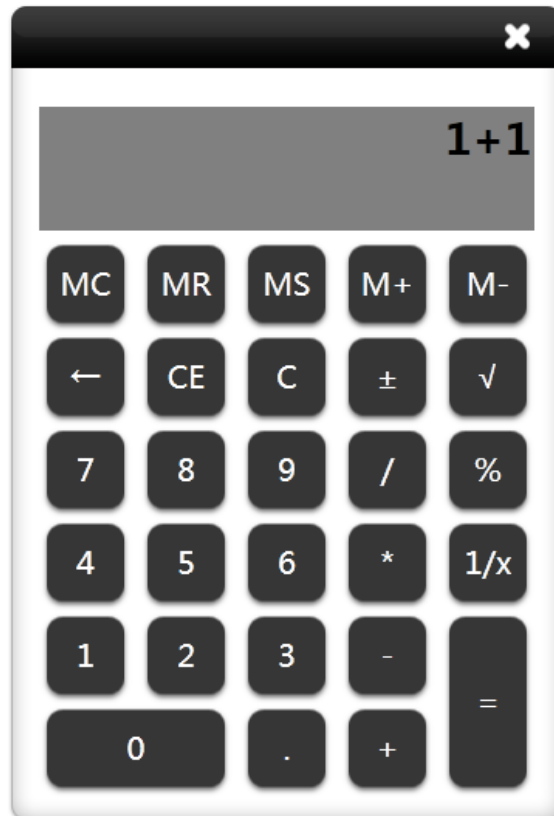 1+1
MC MR MS M+ M-
← CE C ± √
7 8 9 / %
4 5 6 * 1/x
1 2 3 - =
0 . +